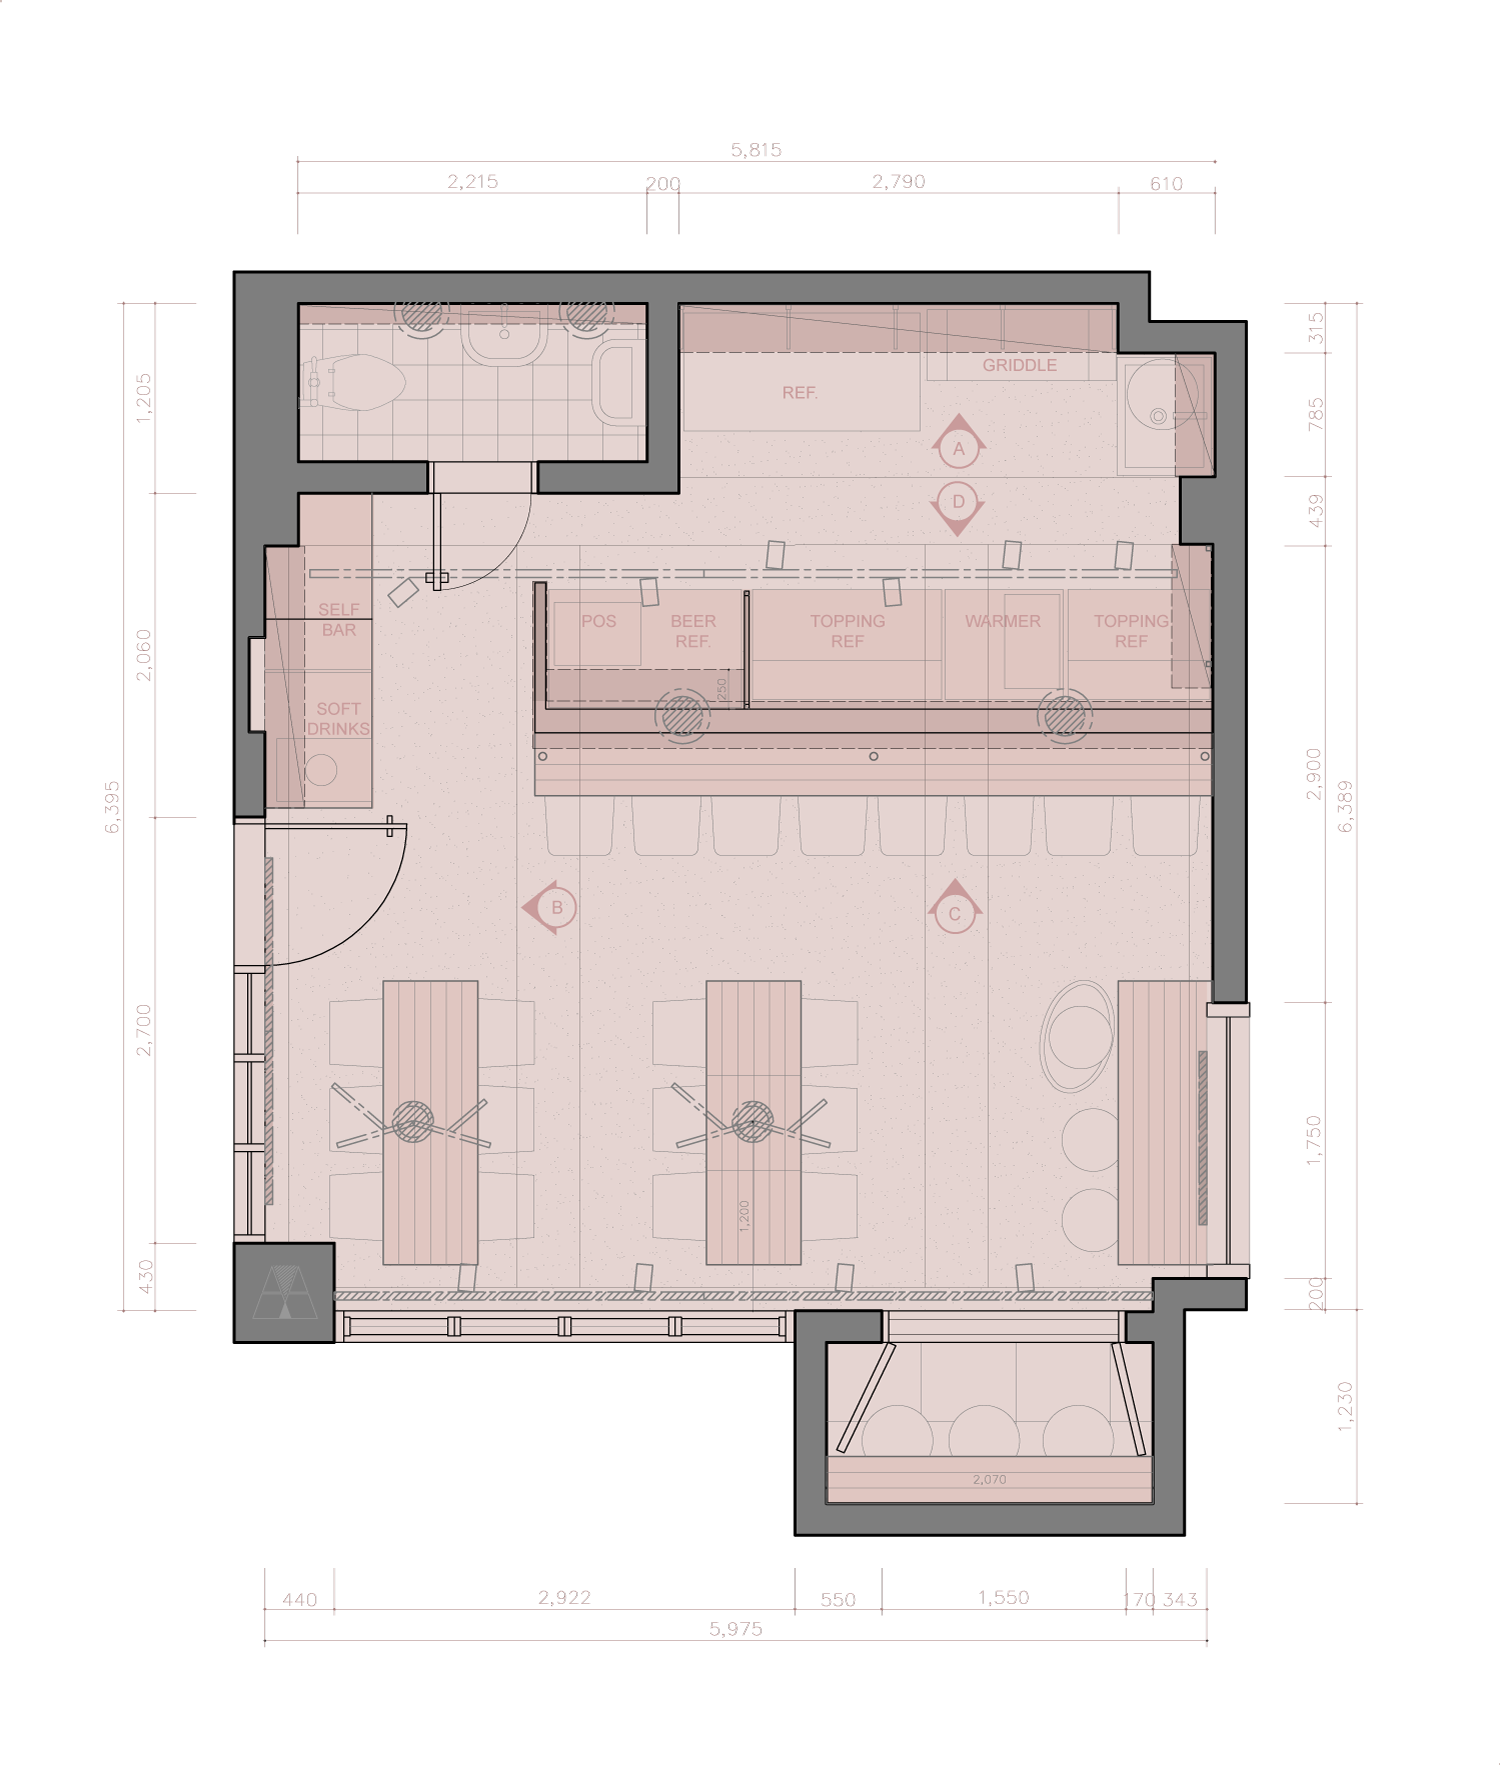 5,815
2,215
200
2,790
610
315
1,205
785
439
GRIDDLE
REF.
A
D
SELF
BAR
POS
BEER
REF.
TOPPING
REF
WARMER
TOPPING
REF
250
SOFT
DRINKS
2,060
6,395
2,900
6,389
B
C
2,700
1,750
1,200
430
200
1,230
2,070
440
2,922
550
1,550
170
343
5,975